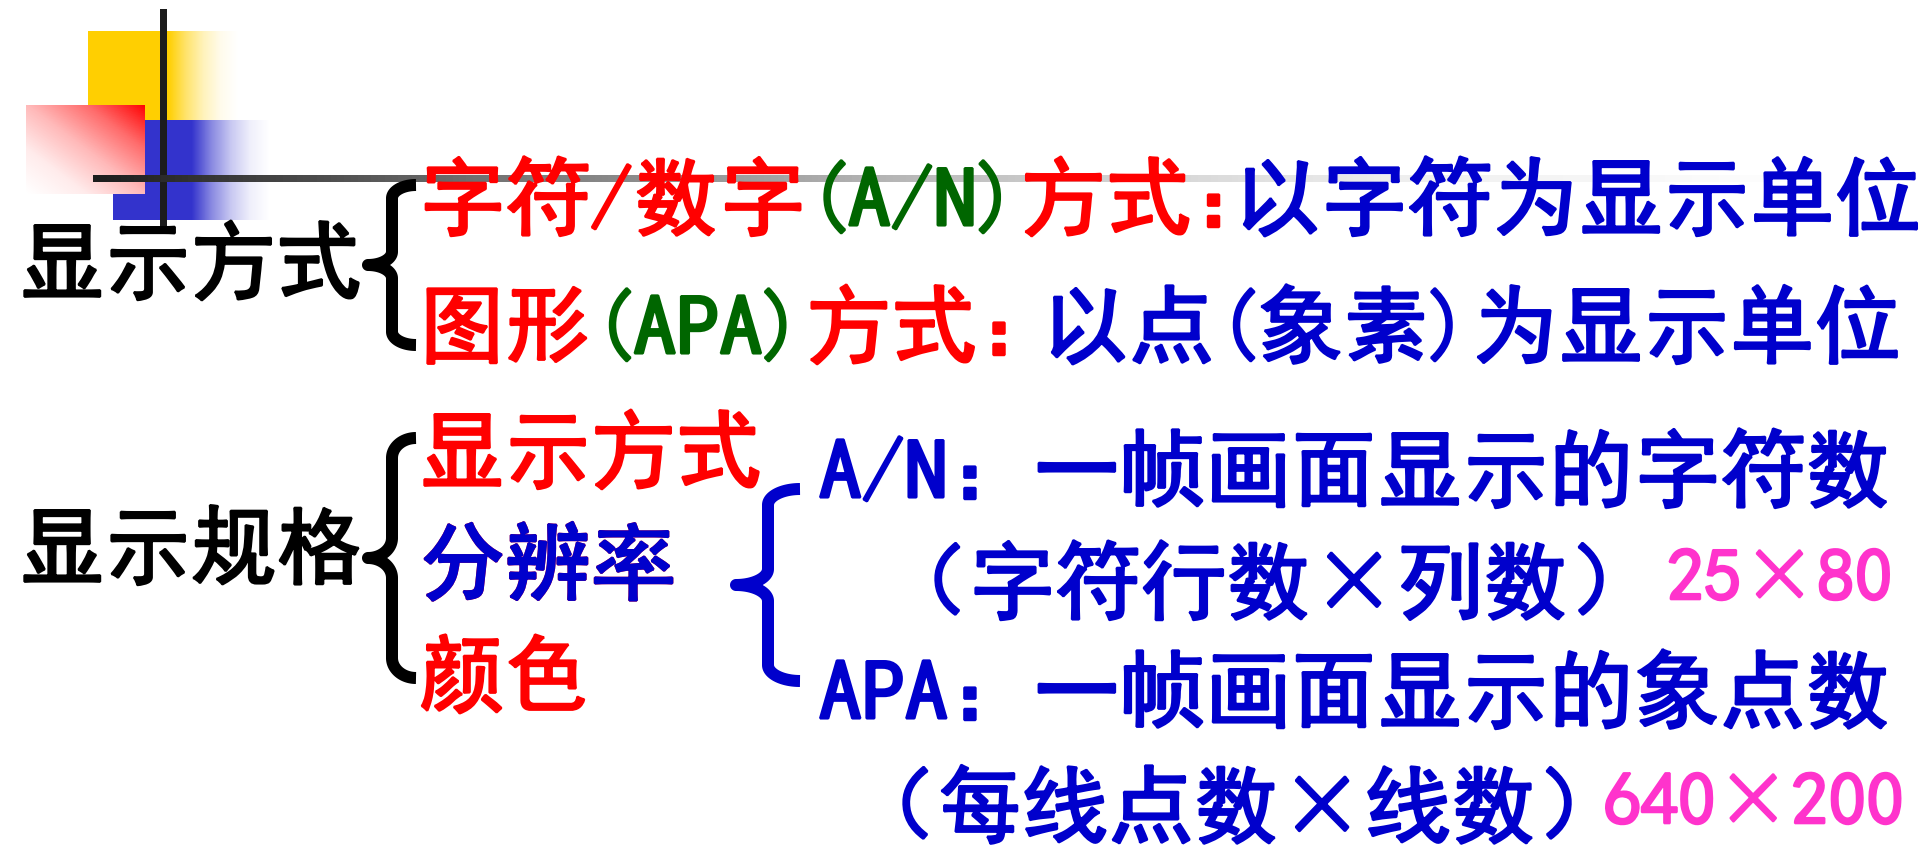 显示方式
字符/数字(A/N)方式:以字符为显示单位
图形(APA)方式: 以点(象素)为显示单位
显示规格
显示方式
分辨率
颜色
A/N: 一帧画面显示的字符数
(字符行数×列数) 25×80
APA: 一帧画面显示的象点数
(每线点数×线数) 640×200